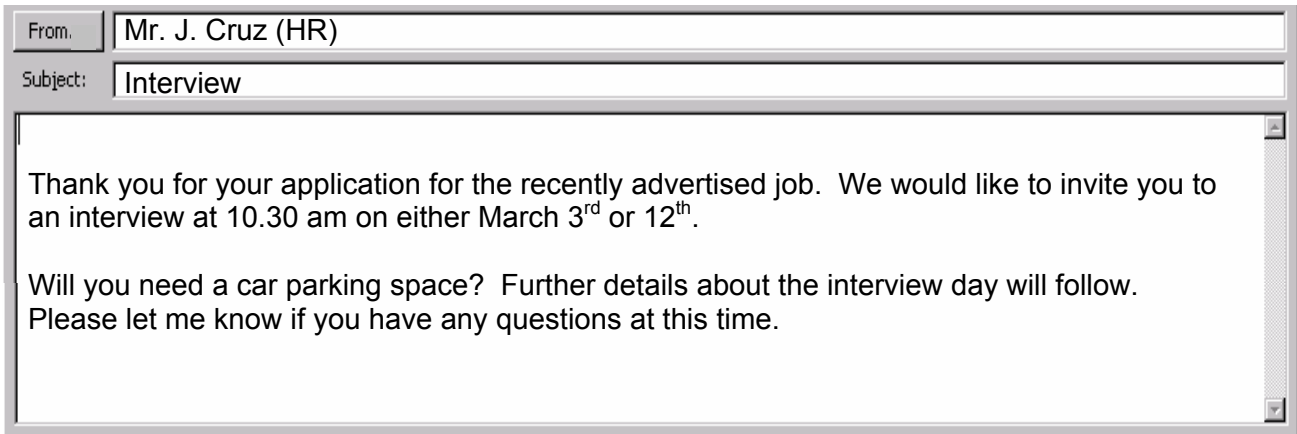 From. Mr. J. Cruz (HR)
Subject: Interview
Thank you for your application for the recently advertised job. We would like to invite you to
an interview at 10.30 am on either March 3rd or 12th.
Will you need a car parking space? Further details about the interview day will follow.
Please let me know if you have any questions at this time.